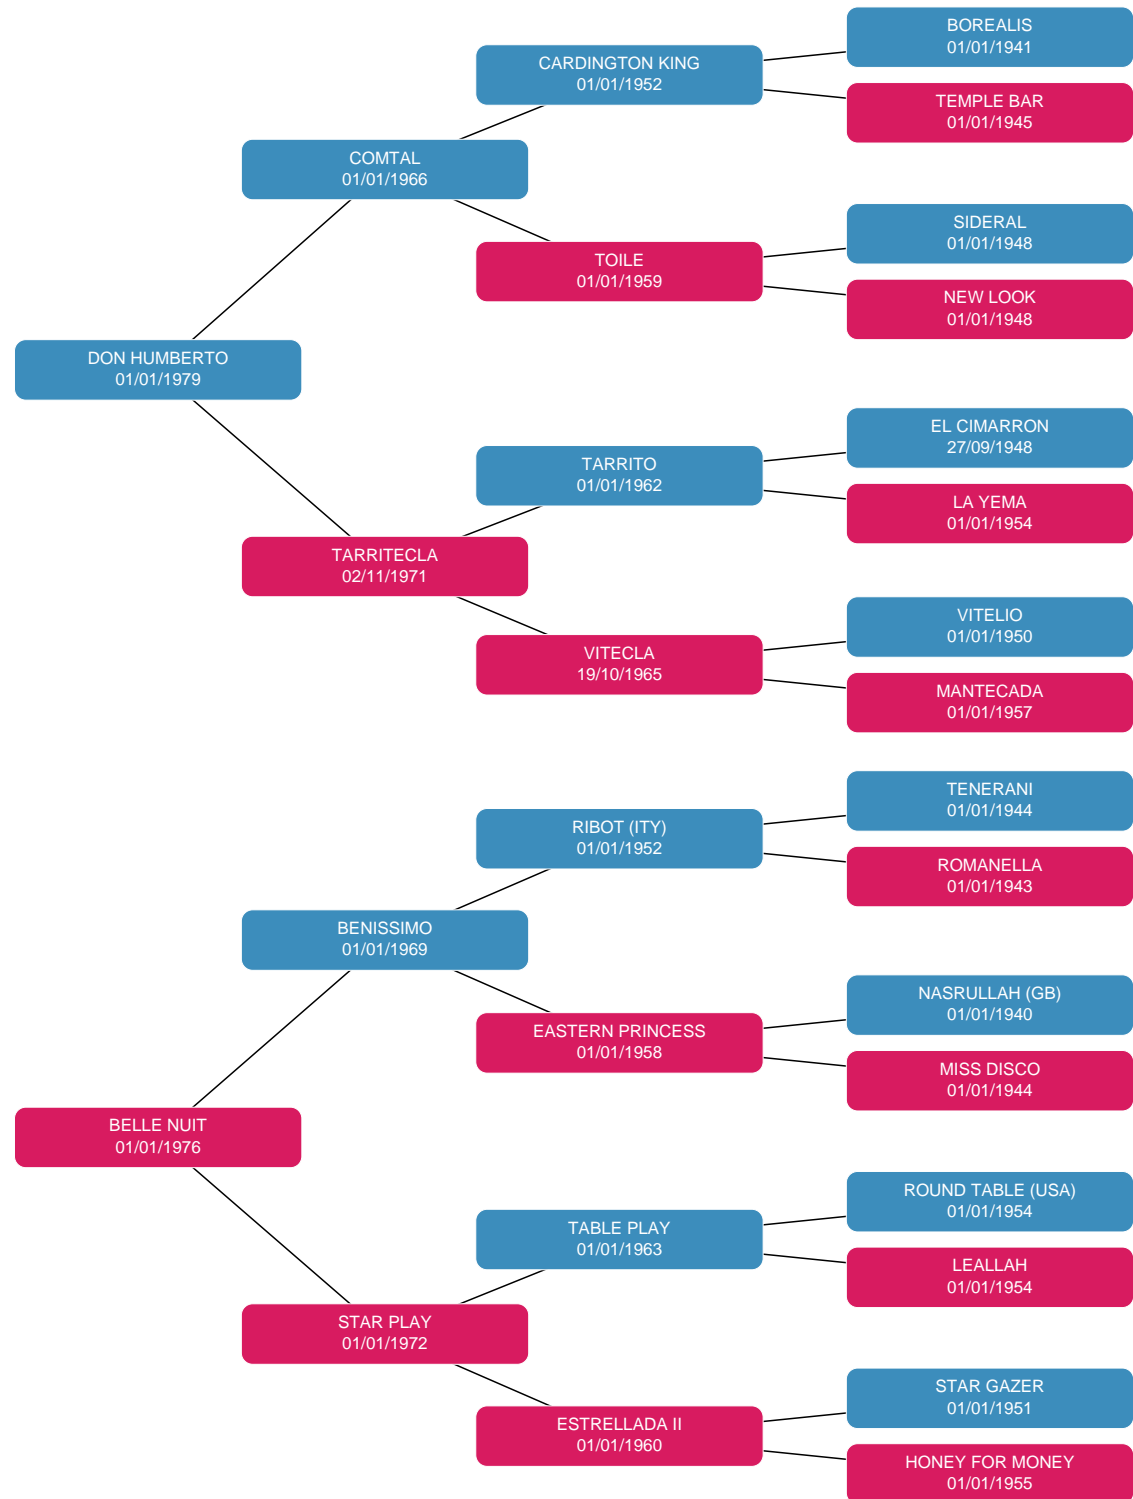 BOREALIS
01/01/1941
CARDINGTON KING
01/01/1952
TEMPLE BAR
01/01/1945
COMTAL
01/01/1966
SIDERAL
01/01/1948
TOILE
01/01/1959
NEW LOOK
01/01/1948
DON HUMBERTO
01/01/1979
EL CIMARRON
27/09/1948
TARRITO
01/01/1962
LA YEMA
01/01/1954
TARRITECLA
02/11/1971
VITELIO
01/01/1950
VITECLA
19/10/1965
MANTECADA
01/01/1957
TENERANI
01/01/1944
RIBOT (ITY)
01/01/1952
ROMANELLA
01/01/1943
BENISSIMO
01/01/1969
NASRULLAH (GB)
01/01/1940
EASTERN PRINCESS
01/01/1958
MISS DISCO
01/01/1944
BELLE NUIT
01/01/1976
ROUND TABLE (USA)
01/01/1954
TABLE PLAY
01/01/1963
LEALLAH
01/01/1954
STAR PLAY
01/01/1972
STAR GAZER
01/01/1951
ESTRELLADA II
01/01/1960
HONEY FOR MONEY
01/01/1955